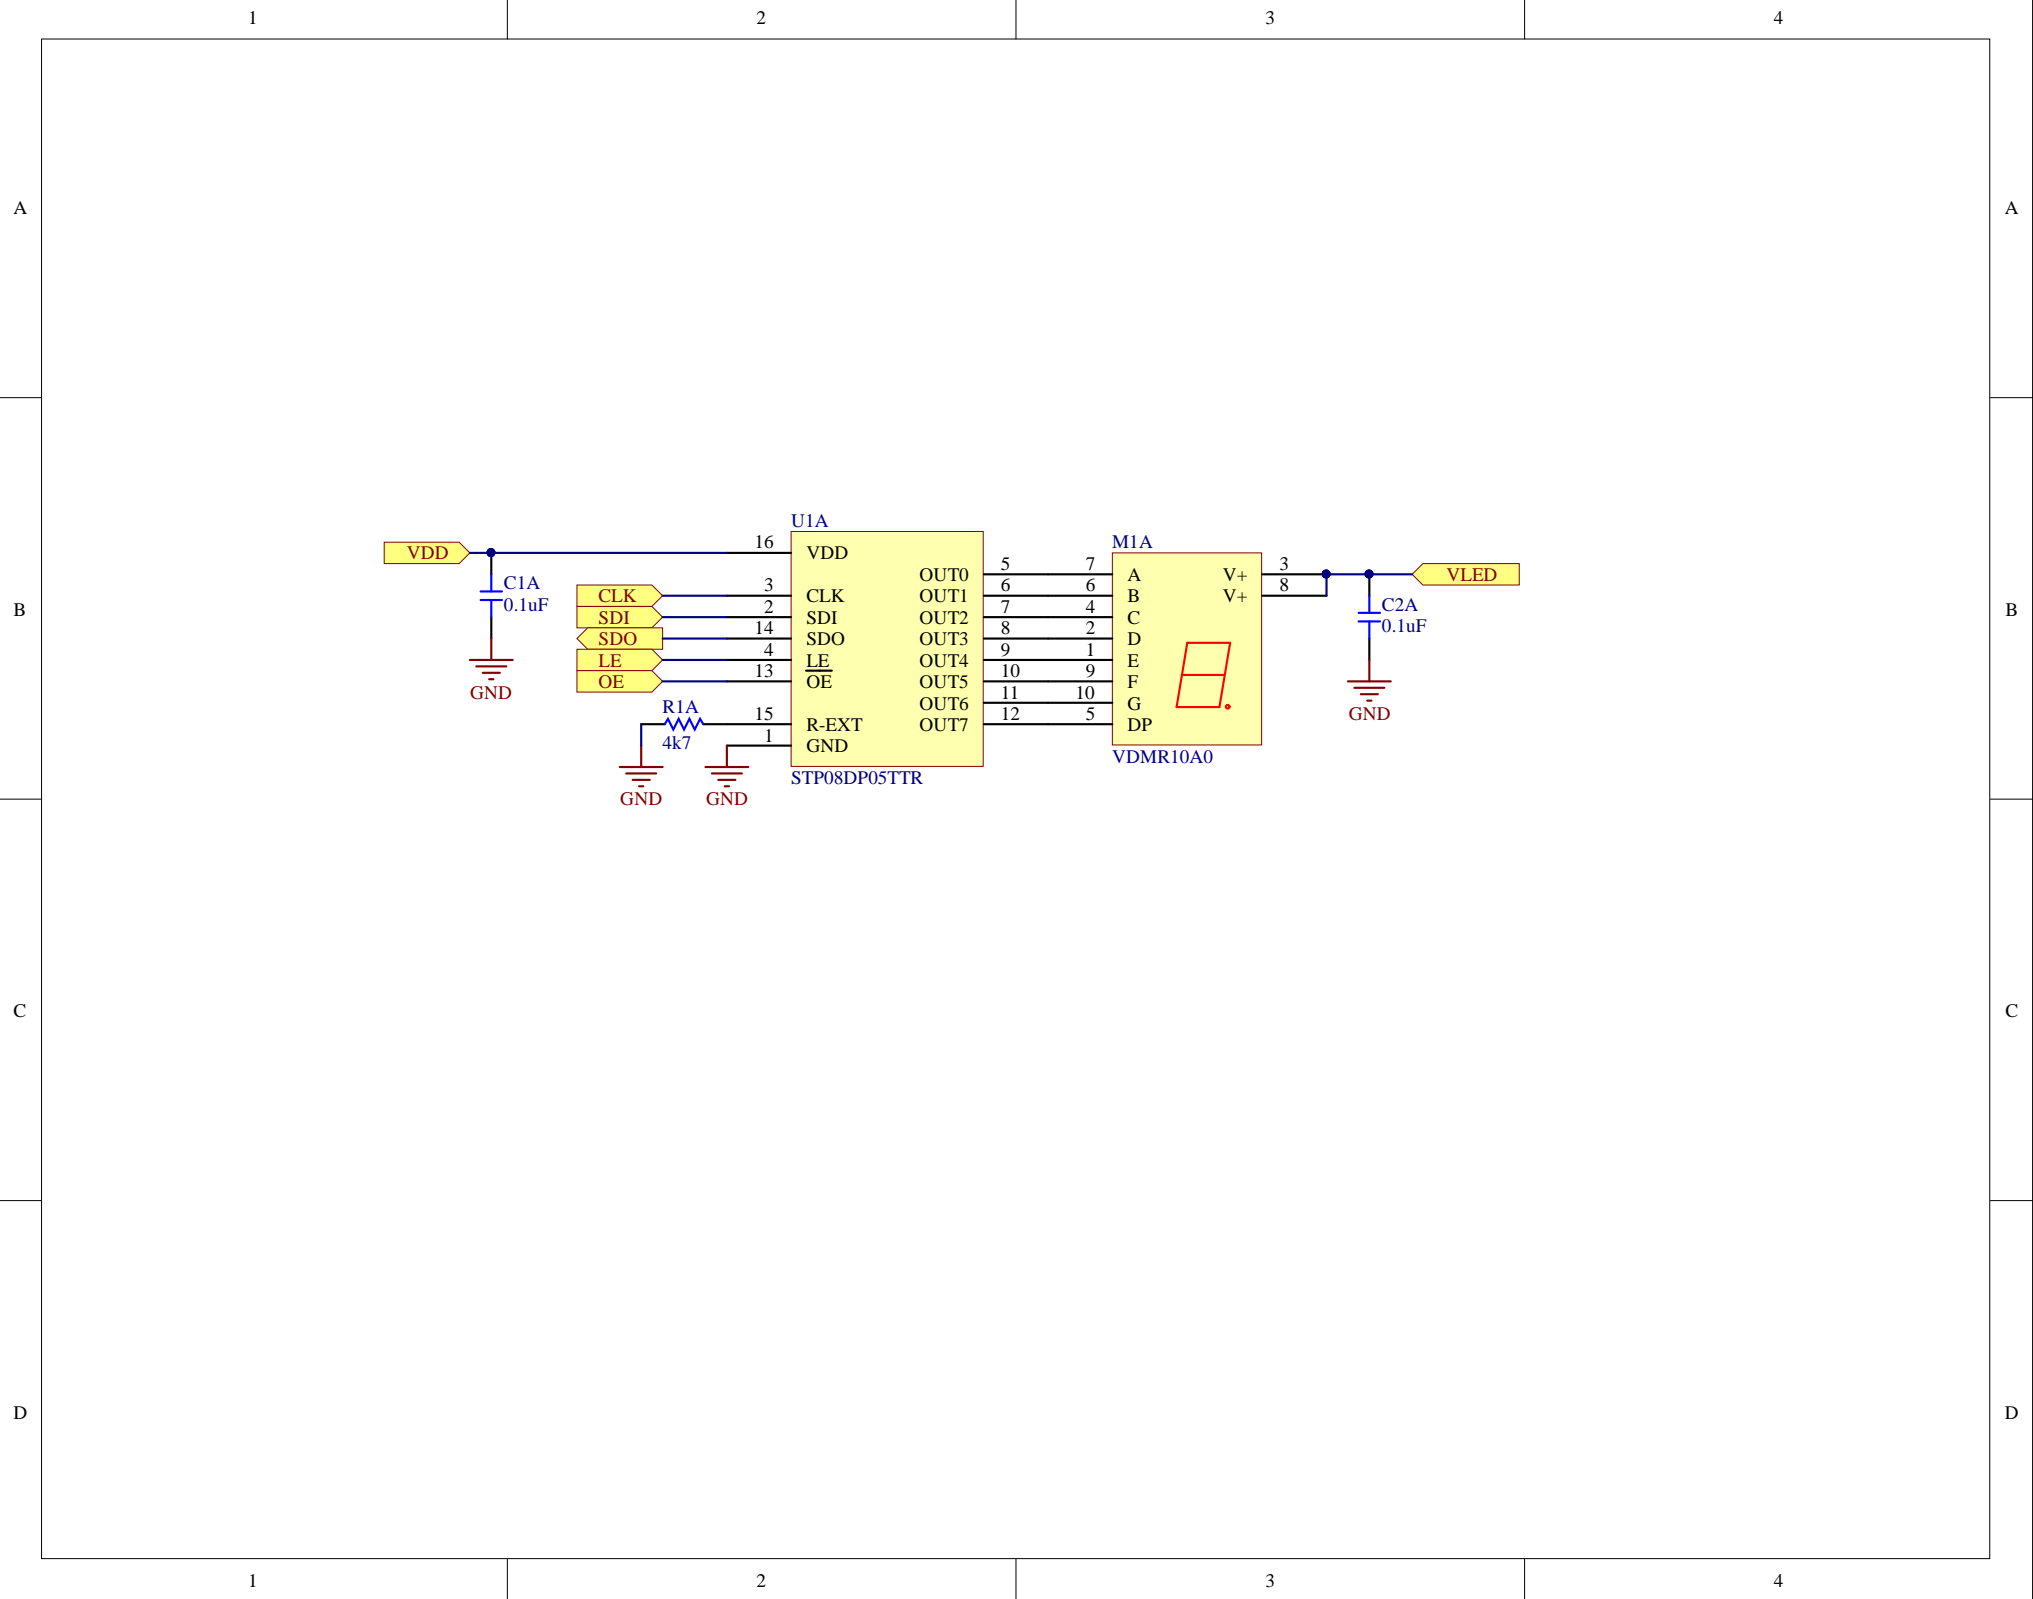 1 2 3 4
A A
U1A
16 VDD
VDD
M1A
5 7 3
OUT0 A V+ VLED
C1A
3 6 6 8
CLK CLK OUT1 B V+
0.1uF
C2A
2 7 4
SDI SDI OUT2 C
0.1uF
B B
14 8 2
SDO SDO OUT3 D
4 9 1
LE LE OUT4 E
13 10 9
OE OE OUT5 F
GND
R1A
11 10
OUT6 G
GND
15 12 5
R-EXT OUT7 DP
4k7
1
GND
VDMR10A0
STP08DP05TTR
GND GND
C C
D D
1 2 3 4